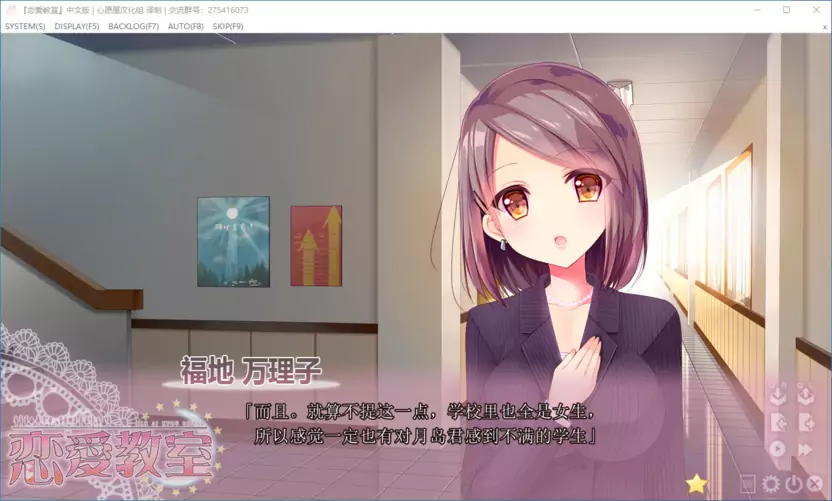 『恋爱教室』中文版 | 心愿屋汉化组 译制 | 交流群号：275416073
SYSTEM(S) DISPLAY(F5) BACKLOG(F7) AUTO(F8) SKIP(F9)
福地 万理子
「而且。就算不提这一点，学校里也全是女生，
所以感觉一定也有对月岛君感到不满的学生」
恋愛教室